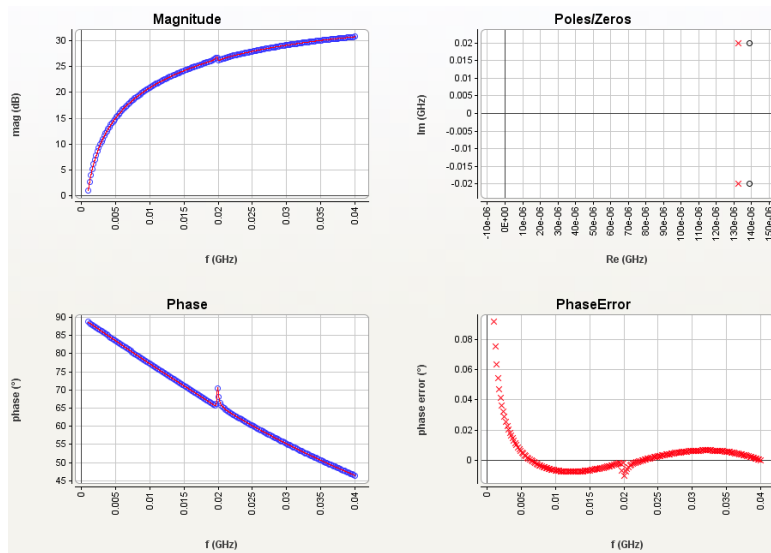 Magnitude
mag (dB)
30
25
20
15
10
5
0
0
0.005
0.01
0.015
0.02
0.025
0.03
0.035
0.04
f (GHz)
Poles/Zeros
Im (GHz)
0.02
0.015
0.02
0.005
0
-0.005
-0.01
-0.015
-0.02
-10e-06
0E+00
10e-06
20e-06
30e-06
40e-06
50e-06
60e-06
70e-06
80e-06
90e-06
100e-06
110e-06
120e-06
130e-06
140e-06
150e-06
Re (GHz)
Phase
phase (°)
90
85
80
75
70
65
60
55
50
45
0
0.005
0.01
0.015
0.02
0.025
0.03
0.035
0.04
f (GHz)
PhaseError
phase error (°)
0.08
0.06
0.04
0.02
0
0
0.005
0.01
0.015
0.02
0.025
0.03
0.035
0.04
f (GHz)